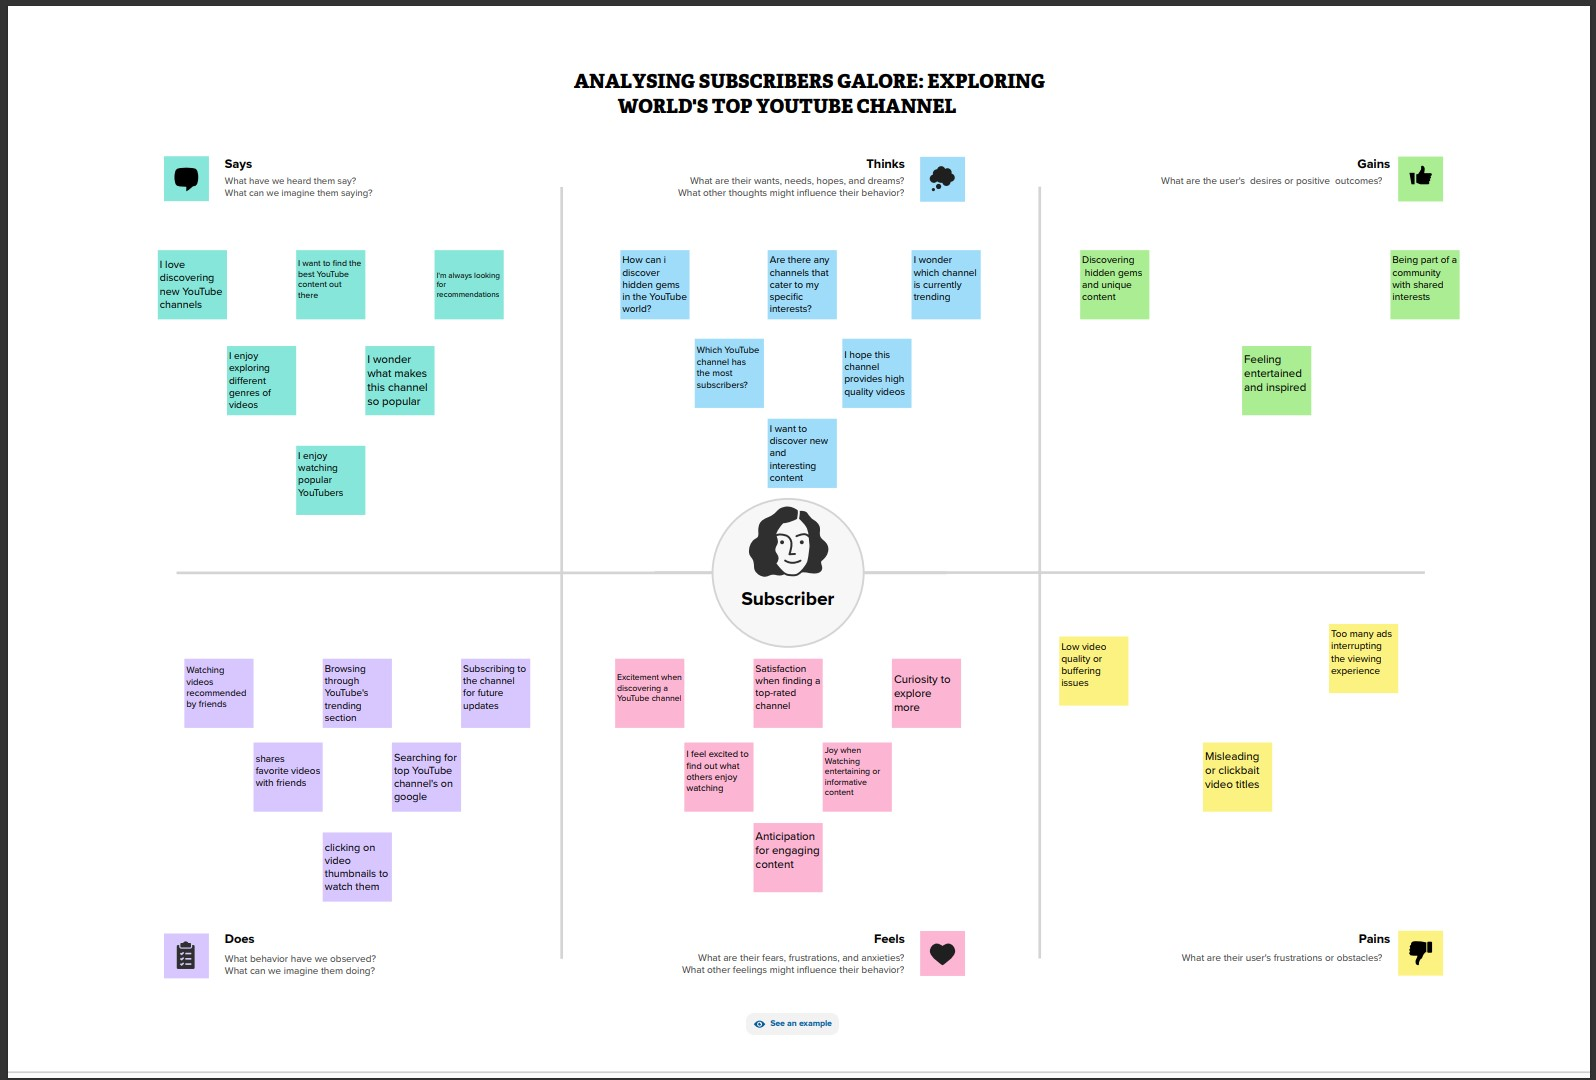 ANALYSING SUBSCRIBERS GALORE: EXPLORING
WORLD'S TOP YOUTUBE CHANNEL
Says
What have we heard them say?
What can we imagine them saying?
I love
discovering
new YouTube
channels
I want to find the
best YouTube
content out
there
I'm always looking
for
recommendations
I enjoy
exploring
different
genres of
videos
I wonder
what makes
this channel
so popular
I enjoy
watching
popular
YouTubers
Thinks
What are their wants, needs, hopes, and dreams?
What other thoughts might influence their behavior?
How can i
discover
hidden gems
in the YouTube
world?
Are there any
channels that
cater to my
specific
interests?
I wonder
which channel
is currently
trending
Which YouTube
channel has
the most
subscribers?
I hope this
channel
provides high
quality videos
I want to
discover new
and
interesting
content
Gains
What are the user's desires or positive outcomes?
Discovering
hidden gems
and unique
content
Being part of a
community
with shared
interests
Feeling
entertained
and inspired
Subscriber
Watching
videos
recommended
by friends
Browsing
through
YouTube's
trending
section
Subscribing to
the channel
for future
updates
shares
favorite videos
with friends
Searching for
top YouTube
channel's on
google
clicking on
video
thumbnails to
watch them
Does
What behavior have we observed?
What can we imagine them doing?
Excitement when
discovering a
YouTube channel
Satisfaction
when finding a
top-rated
channel
Curiosity to
explore
more
I feel excited to
find out what
others enjoy
watching
Joy when
Watching
entertaining or
informative
content
Anticipation
for engaging
content
Feels
What are their fears, frustrations, and anxieties?
What other feelings might influence their behavior?
Low video
quality or
buffering
issues
Too many ads
interrupting
the viewing
experience
Misleading
or clickbait
video titles
Pains
What are their user's frustrations or obstacles?
See an example